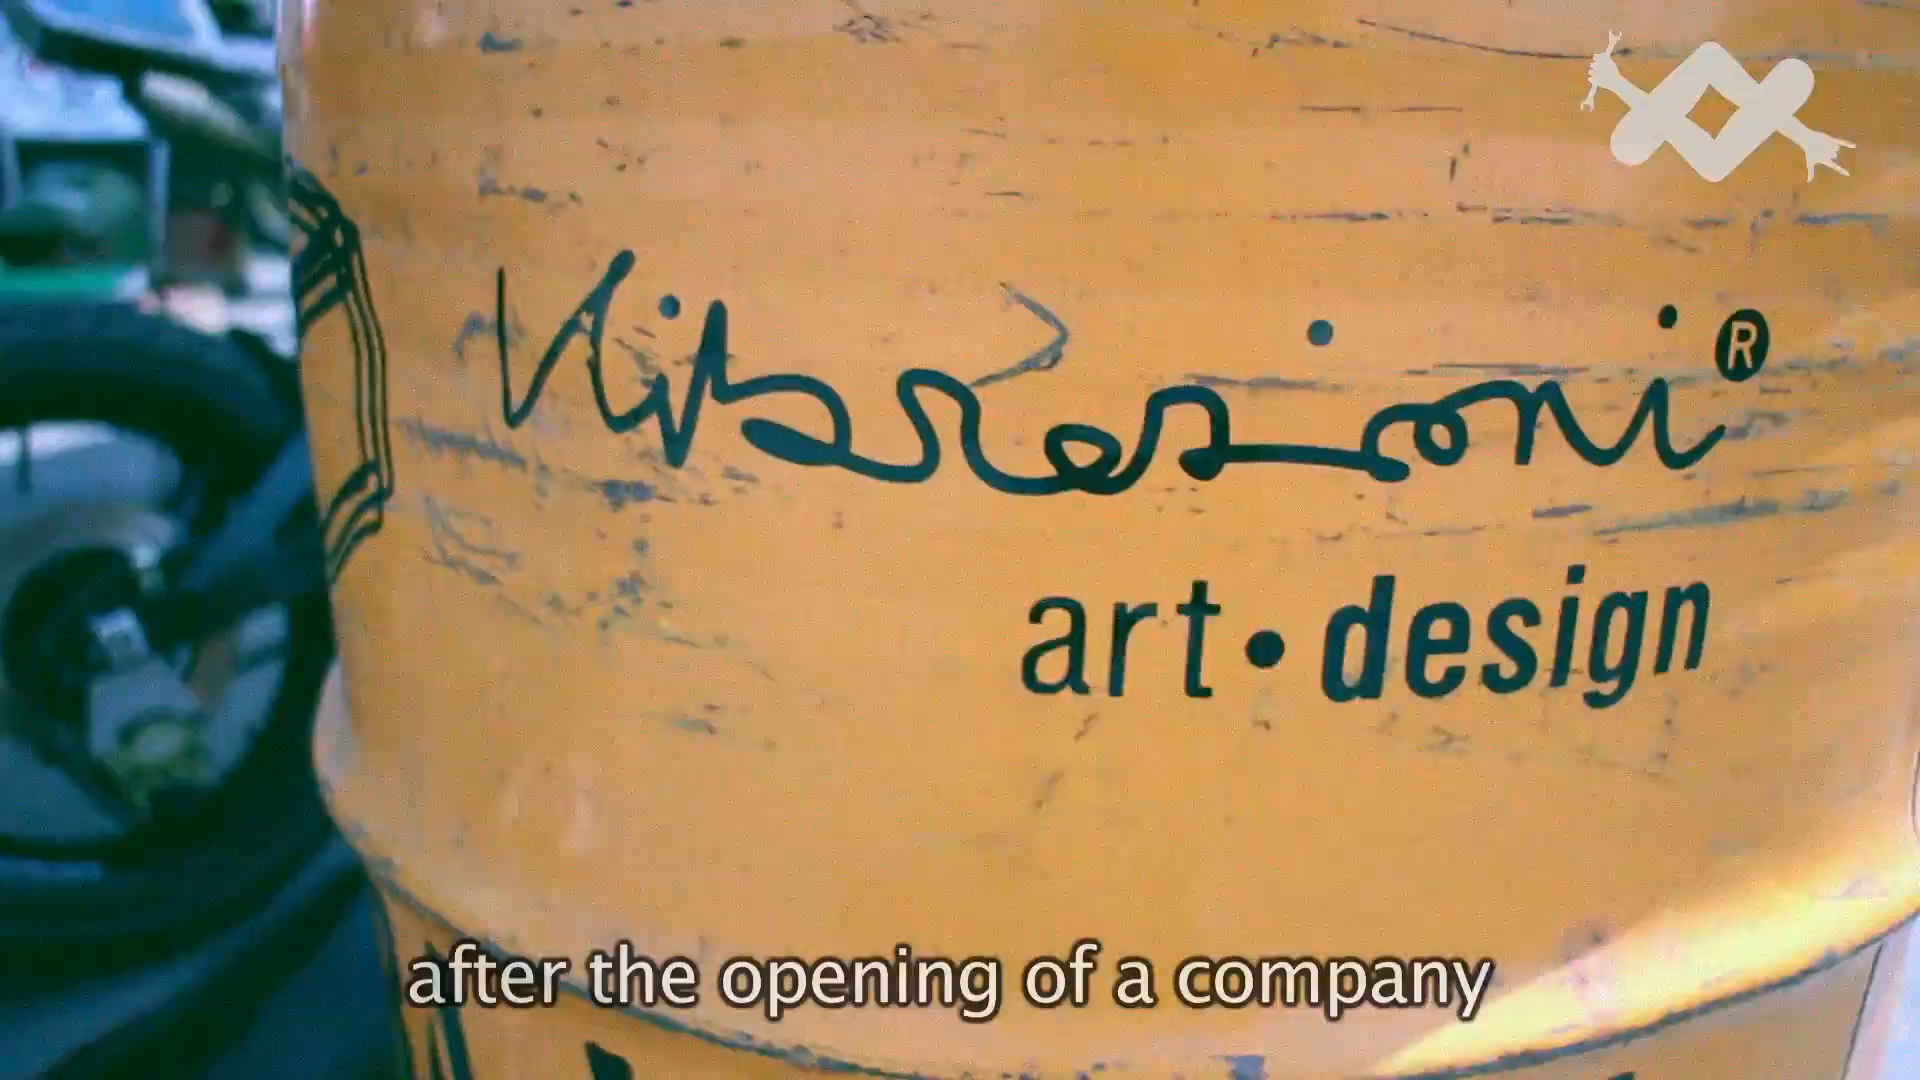 Vibrazioni®
art•design
after the opening of a company